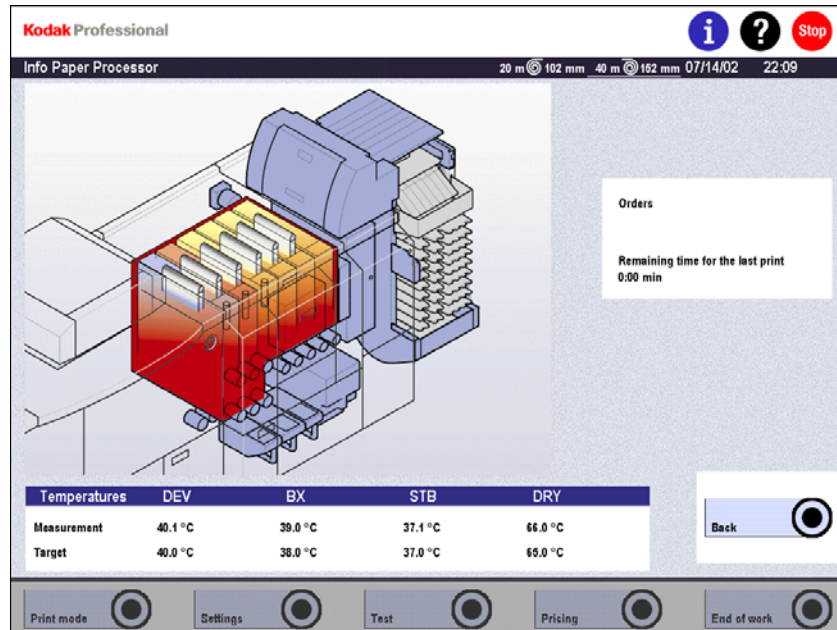 Kodak Professional
i ? Stop
Info Paper Processor 20 m 102 mm 40 m 152 mm 07/14/02 22:09
Orders
Remaining time for the last print
0:00 min
Temperatures DEV BX STB DRY
Measurement 40.1 °C 39.0 °C 37.1 °C 66.0 °C
Target 40.0 °C 38.0 °C 37.0 °C 65.0 °C
Back
Print mode Settings Test Pricing End of work